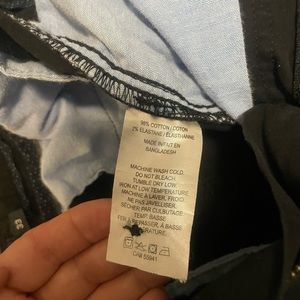 98% COTTON / COTON
2% ELASTANE / ÉLASTHANNE
MADE IN/FAIT EN
BANGLADESH
MACHINE WASH COLD.
DO NOT BLEACH.
TUMBLE DRY LOW.
IRON AT LOW TEMPERATURE.
MACHINE À LAVER, FROID.
NE PAS JAVELLISER.
SÉCHER PAR CULBUTAGE
TEMP. BASSE
FER À REPASSER, À
TEMPÉRATURE BASSE
CA# 55941